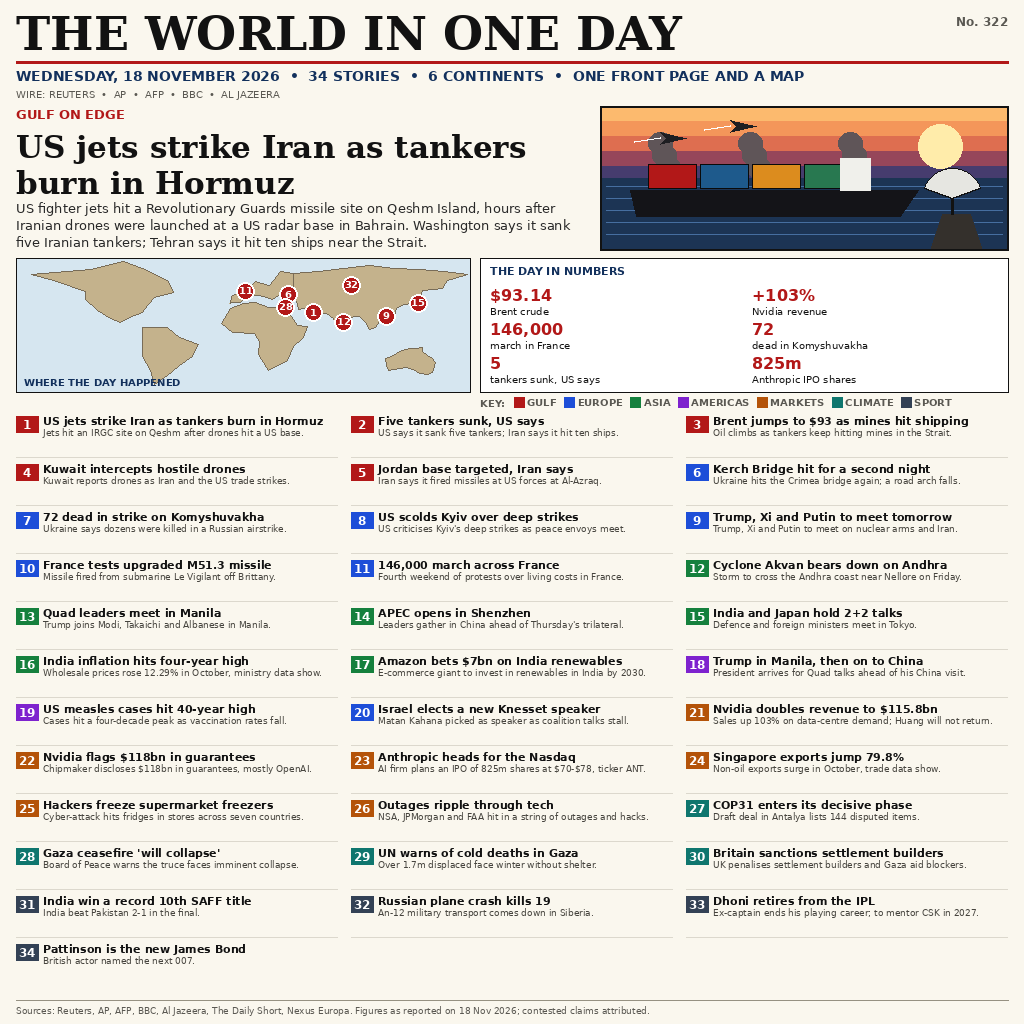 THE WORLD IN ONE DAY
No. 322
WEDNESDAY, 18 NOVEMBER 2026 • 34 STORIES • 6 CONTINENTS • ONE FRONT PAGE AND A MAP
WIRE: REUTERS • AP • AFP • BBC • AL JAZEERA
GULF ON EDGE
US jets strike Iran as tankers
burn in Hormuz
US fighter jets hit a Revolutionary Guards missile site on Qeshm Island, hours after
Iranian drones were launched at a US radar base in Bahrain. Washington says it sank
five Iranian tankers; Tehran says it hit ten ships near the Strait.
11
6
32
28
1
12
9
15
WHERE THE DAY HAPPENED
THE DAY IN NUMBERS
$93.14
Brent crude
+103%
Nvidia revenue
146,000
march in France
72
dead in Komyshuvakha
5
tankers sunk, US says
825m
Anthropic IPO shares
KEY: GULF EUROPE ASIA AMERICAS MARKETS CLIMATE SPORT
1 US jets strike Iran as tankers burn in Hormuz
Jets hit an IRGC site on Qeshm after drones hit a US base.
2 Five tankers sunk, US says
US says it sank five tankers; Iran says it hit ten ships.
3 Brent jumps to $93 as mines hit shipping
Oil climbs as tankers keep hitting mines in the Strait.
4 Kuwait intercepts hostile drones
Kuwait reports drones as Iran and the US trade strikes.
5 Jordan base targeted, Iran says
Iran says it fired missiles at US forces at Al-Azraq.
6 Kerch Bridge hit for a second night
Ukraine hits the Crimea bridge again; a road arch falls.
7 72 dead in strike on Komyshuvakha
Ukraine says dozens were killed in a Russian airstrike.
8 US scolds Kyiv over deep strikes
US criticises Kyiv's deep strikes as peace envoys meet.
9 Trump, Xi and Putin to meet tomorrow
Trump, Xi and Putin to meet on nuclear arms and Iran.
10 France tests upgraded M51.3 missile
Missile fired from submarine Le Vigilant off Brittany.
11 146,000 march across France
Fourth weekend of protests over living costs in France.
12 Cyclone Akvan bears down on Andhra
Storm to cross the Andhra coast near Nellore on Friday.
13 Quad leaders meet in Manila
Trump joins Modi, Takaichi and Albanese in Manila.
14 APEC opens in Shenzhen
Leaders gather in China ahead of Thursday's trilateral.
15 India and Japan hold 2+2 talks
Defence and foreign ministers meet in Tokyo.
16 India inflation hits four-year high
Wholesale prices rose 12.29% in October, ministry data show.
17 Amazon bets $7bn on India renewables
E-commerce giant to invest in renewables in India by 2030.
18 Trump in Manila, then on to China
President arrives for Quad talks ahead of his China visit.
19 US measles cases hit 40-year high
Cases hit a four-decade peak as vaccination rates fall.
20 Israel elects a new Knesset speaker
Matan Kahana picked as speaker as coalition talks stall.
21 Nvidia doubles revenue to $115.8bn
Sales up 103% on data-centre demand; Huang will not return.
22 Nvidia flags $118bn in guarantees
Chipmaker discloses $118bn in guarantees, mostly OpenAI.
23 Anthropic heads for the Nasdaq
AI firm plans an IPO of 825m shares at $70-$78, ticker ANT.
24 Singapore exports jump 79.8%
Non-oil exports surge in October, trade data show.
25 Hackers freeze supermarket freezers
Cyber-attack hits fridges in stores across seven countries.
26 Outages ripple through tech
NSA, JPMorgan and FAA hit in a string of outages and hacks.
27 COP31 enters its decisive phase
Draft deal in Antalya lists 144 disputed items.
28 Gaza ceasefire 'will collapse'
Board of Peace warns the truce faces imminent collapse.
29 UN warns of cold deaths in Gaza
Over 1.7m displaced face winter without shelter.
30 Britain sanctions settlement builders
UK penalises settlement builders and Gaza aid blockers.
31 India win a record 10th SAFF title
India beat Pakistan 2-1 in the final.
32 Russian plane crash kills 19
An-12 military transport comes down in Siberia.
33 Dhoni retires from the IPL
Ex-captain ends his playing career; to mentor CSK in 2027.
34 Pattinson is the new James Bond
British actor named the next 007.
Sources: Reuters, AP, AFP, BBC, Al Jazeera, The Daily Short, Nexus Europa. Figures as reported on 18 Nov 2026; contested claims attributed.